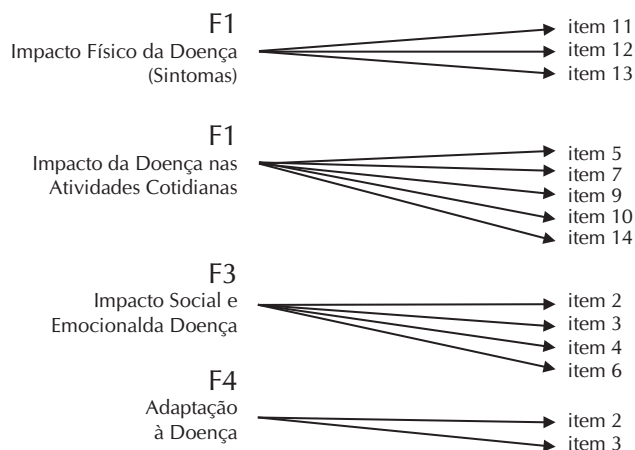 F1
Impacto Físico da Doença
(Sintomas)
item 11
item 12
item 13
F1
Impacto da Doença nas
Atividades Cotidianas
item 5
item 7
item 9
item 10
item 14
F3
Impacto Social e
Emocionalda Doença
item 2
item 3
item 4
item 6
F4
Adaptação
à Doença
item 2
item 3